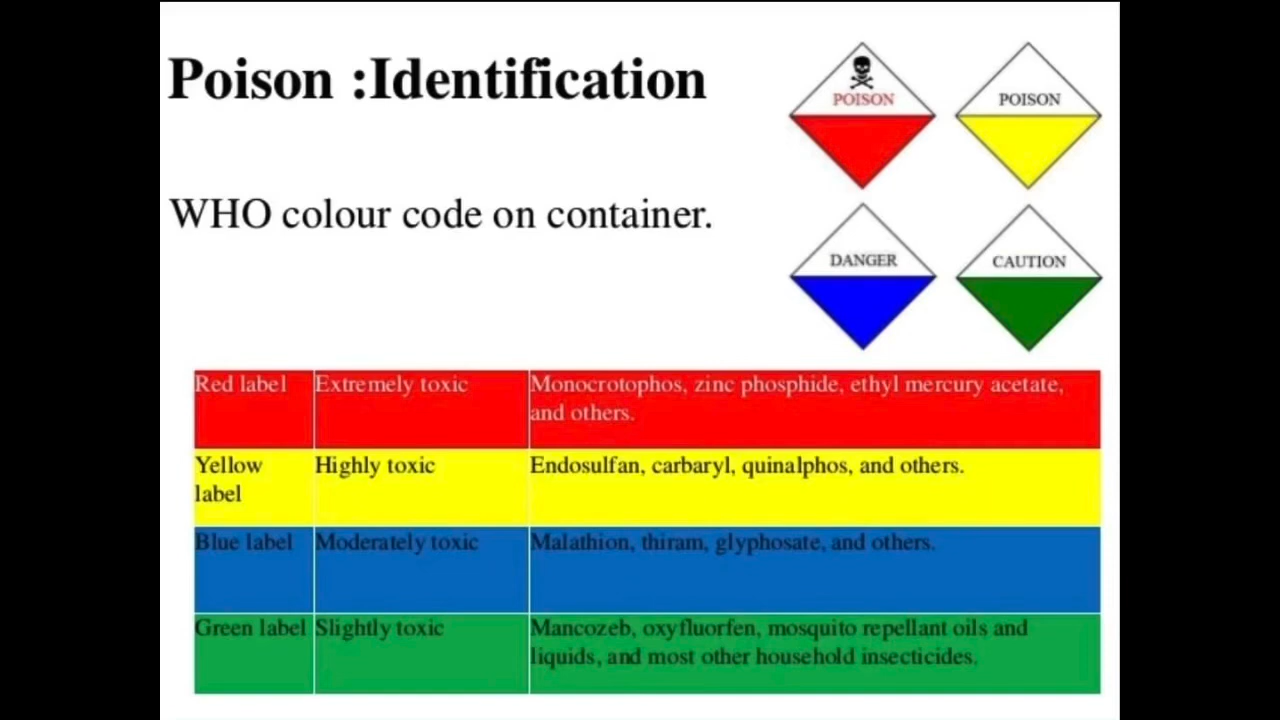 Poison :Identification
WHO colour code on container.
POISON
POISON
DANGER
CAUTION
Red label
Extremely toxic
Monocrotophos, zinc phosphide, ethyl mercury acetate,
and others.
Yellow
label
Highly toxic
Endosulfan, carbaryl, quinalphos, and others.
Blue label
Moderately toxic
Malathion, thiram, glyphosate, and others.
Green label
Slightly toxic
Mancozeb, oxyfluorfen, mosquito repellant oils and
liquids, and most other household insecticides.